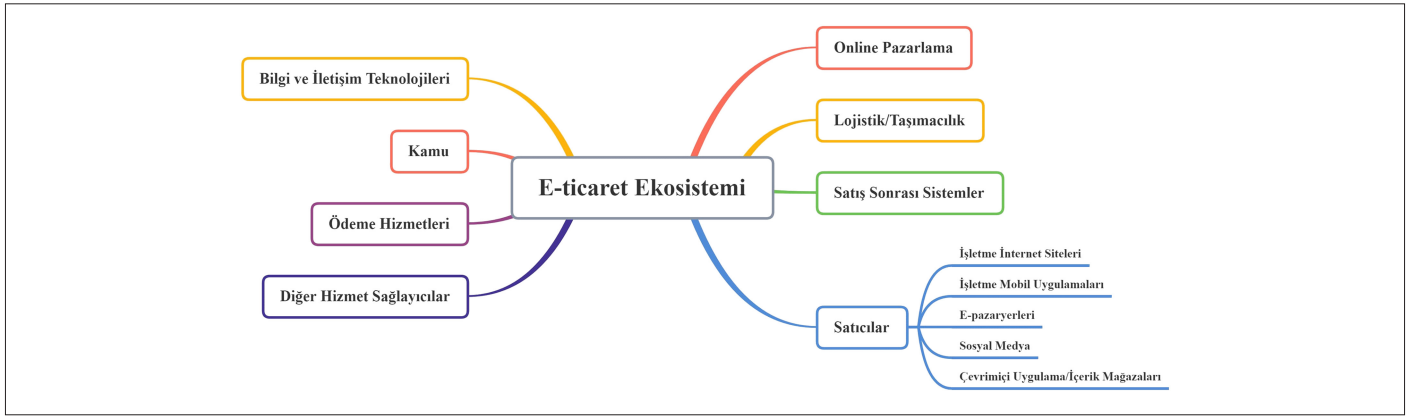 E-ticaret Ekosistemi
Bilgi ve İletişim Teknolojileri
Kamu
Ödeme Hizmetleri
Diğer Hizmet Sağlayıcılar
Online Pazarlama
Lojistik/Taşımacılık
Satış Sonrası Sistemler
Satıcılar
İşletme İnternet Siteleri
İşletme Mobil Uygulamaları
E-pazaryerleri
Sosyal Medya
Çevrimiçi Uygulama/İçerik Mağazaları